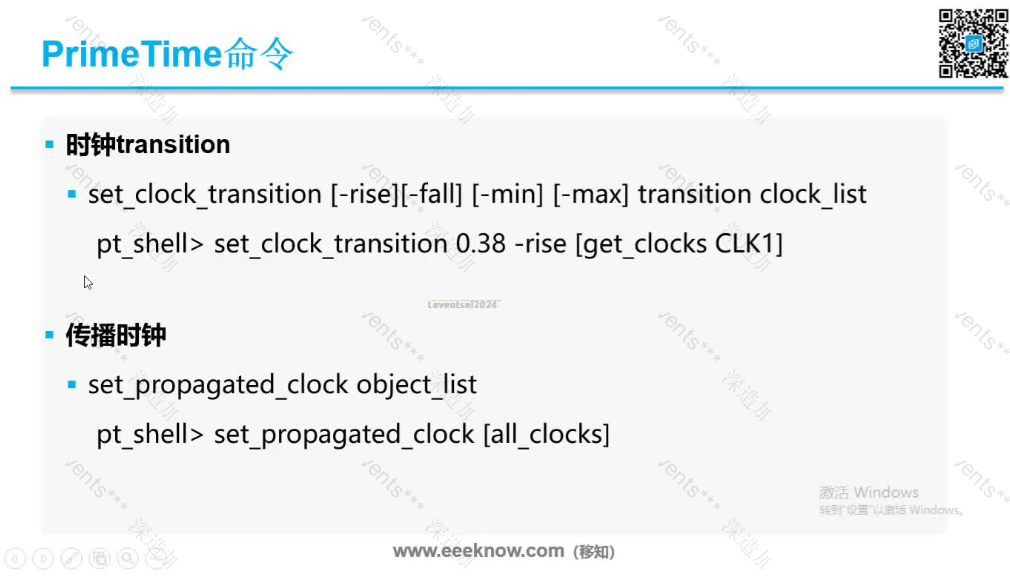 PrimeTime命令
时钟transition
set_clock_transition [-rise][-fall] [-min] [-max] transition clock_list
pt_shell> set_clock_transition 0.38 -rise [get_clocks CLK1]
Leventsel2024
传播时钟
set_propagated_clock object_list
pt_shell> set_propagated_clock [all_clocks]
激活 Windows
转到“设置”以激活 Windows。
www.eeeknow.com（移知）